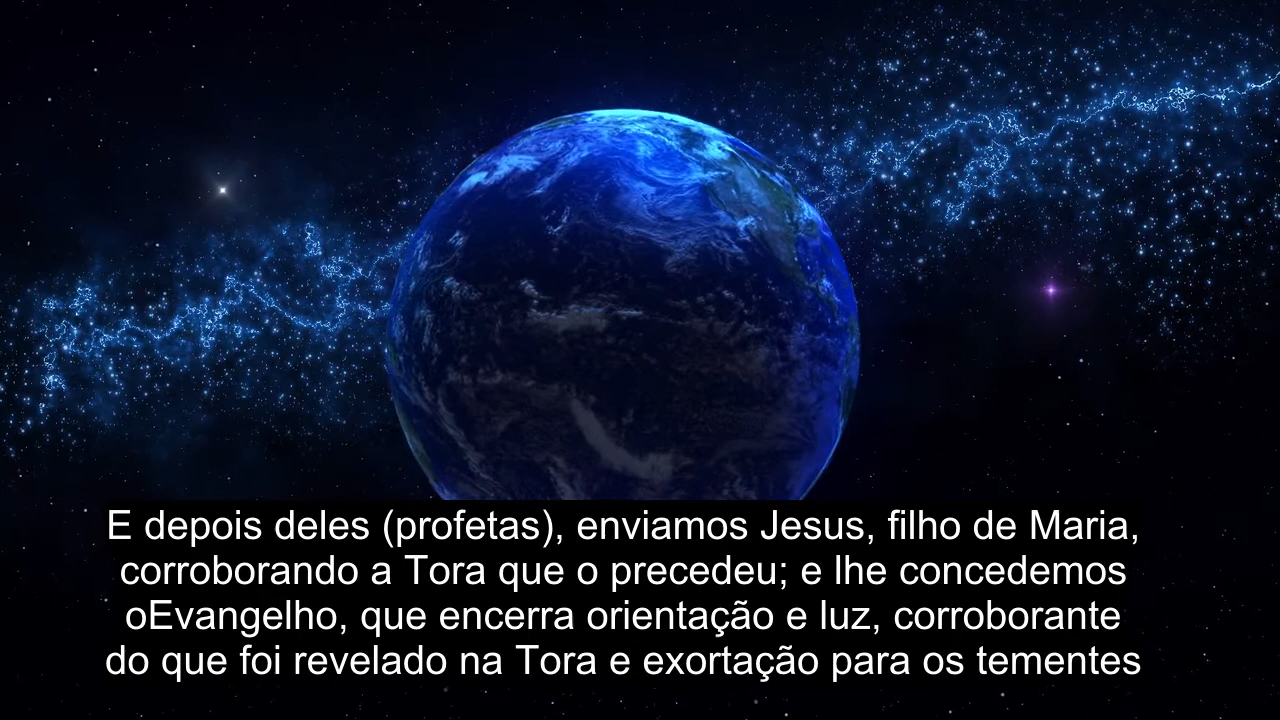 E depois deles (profetas), enviamos Jesus, filho de Maria,
corroborando a Tora que o precedeu; e lhe concedemos
oEvangelho, que encerra orientação e luz, corroborante
do que foi revelado na Tora e exortação para os tementes